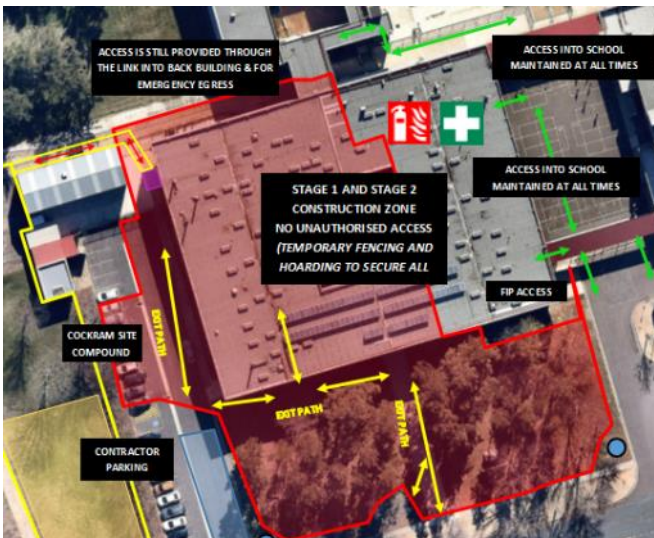 ACCESS IS STILL PROVIDED THROUGH
THE LINK INTO BACK BUILDING & FOR
EMERGENCY EGRESS
ACCESS INTO SCHOOL
MAINTAINED AT ALL TIMES
ACCESS INTO SCHOOL
MAINTAINED AT ALL TIMES
STAGE 1 AND STAGE 2
CONSTRUCTION ZONE
NO UNAUTHORISED ACCESS
(TEMPORARY FENCING AND
HOARDING TO SECURE ALL
FIP ACCESS
EXIT PATH
COCKRAM SITE
COMPOUND
EXIT PATH
EXIT PATH
CONTRACTOR
PARKING